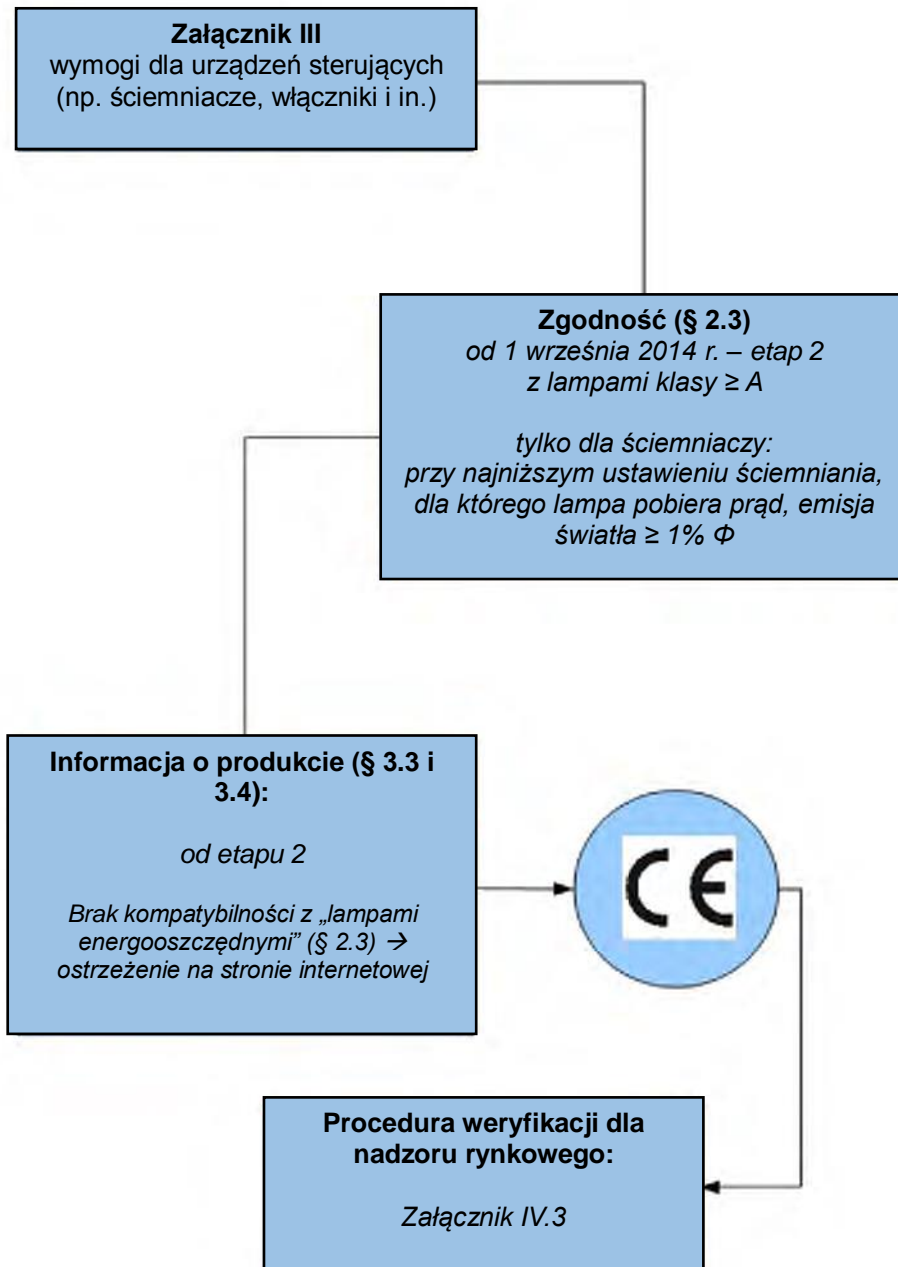 Załącznik III
wymogi dla urządzeń sterujących
(np. ściemniacze, włączniki i in.)
Zgodność (§ 2.3)
od 1 września 2014 r. – etap 2
z lampami klasy ≥ A
tylko dla ściemniaczy:
przy najniższym ustawieniu ściemniania,
dla którego lampa pobiera prąd, emisja
światła ≥ 1% Φ
Informacja o produkcie (§ 3.3 i
3.4):
od etapu 2
Brak kompatybilności z „lampami
energooszczędnymi” (§ 2.3) →
ostrzeżenie na stronie internetowej
CE
Procedura weryfikacji dla
nadzoru rynkowego:
Załącznik IV.3